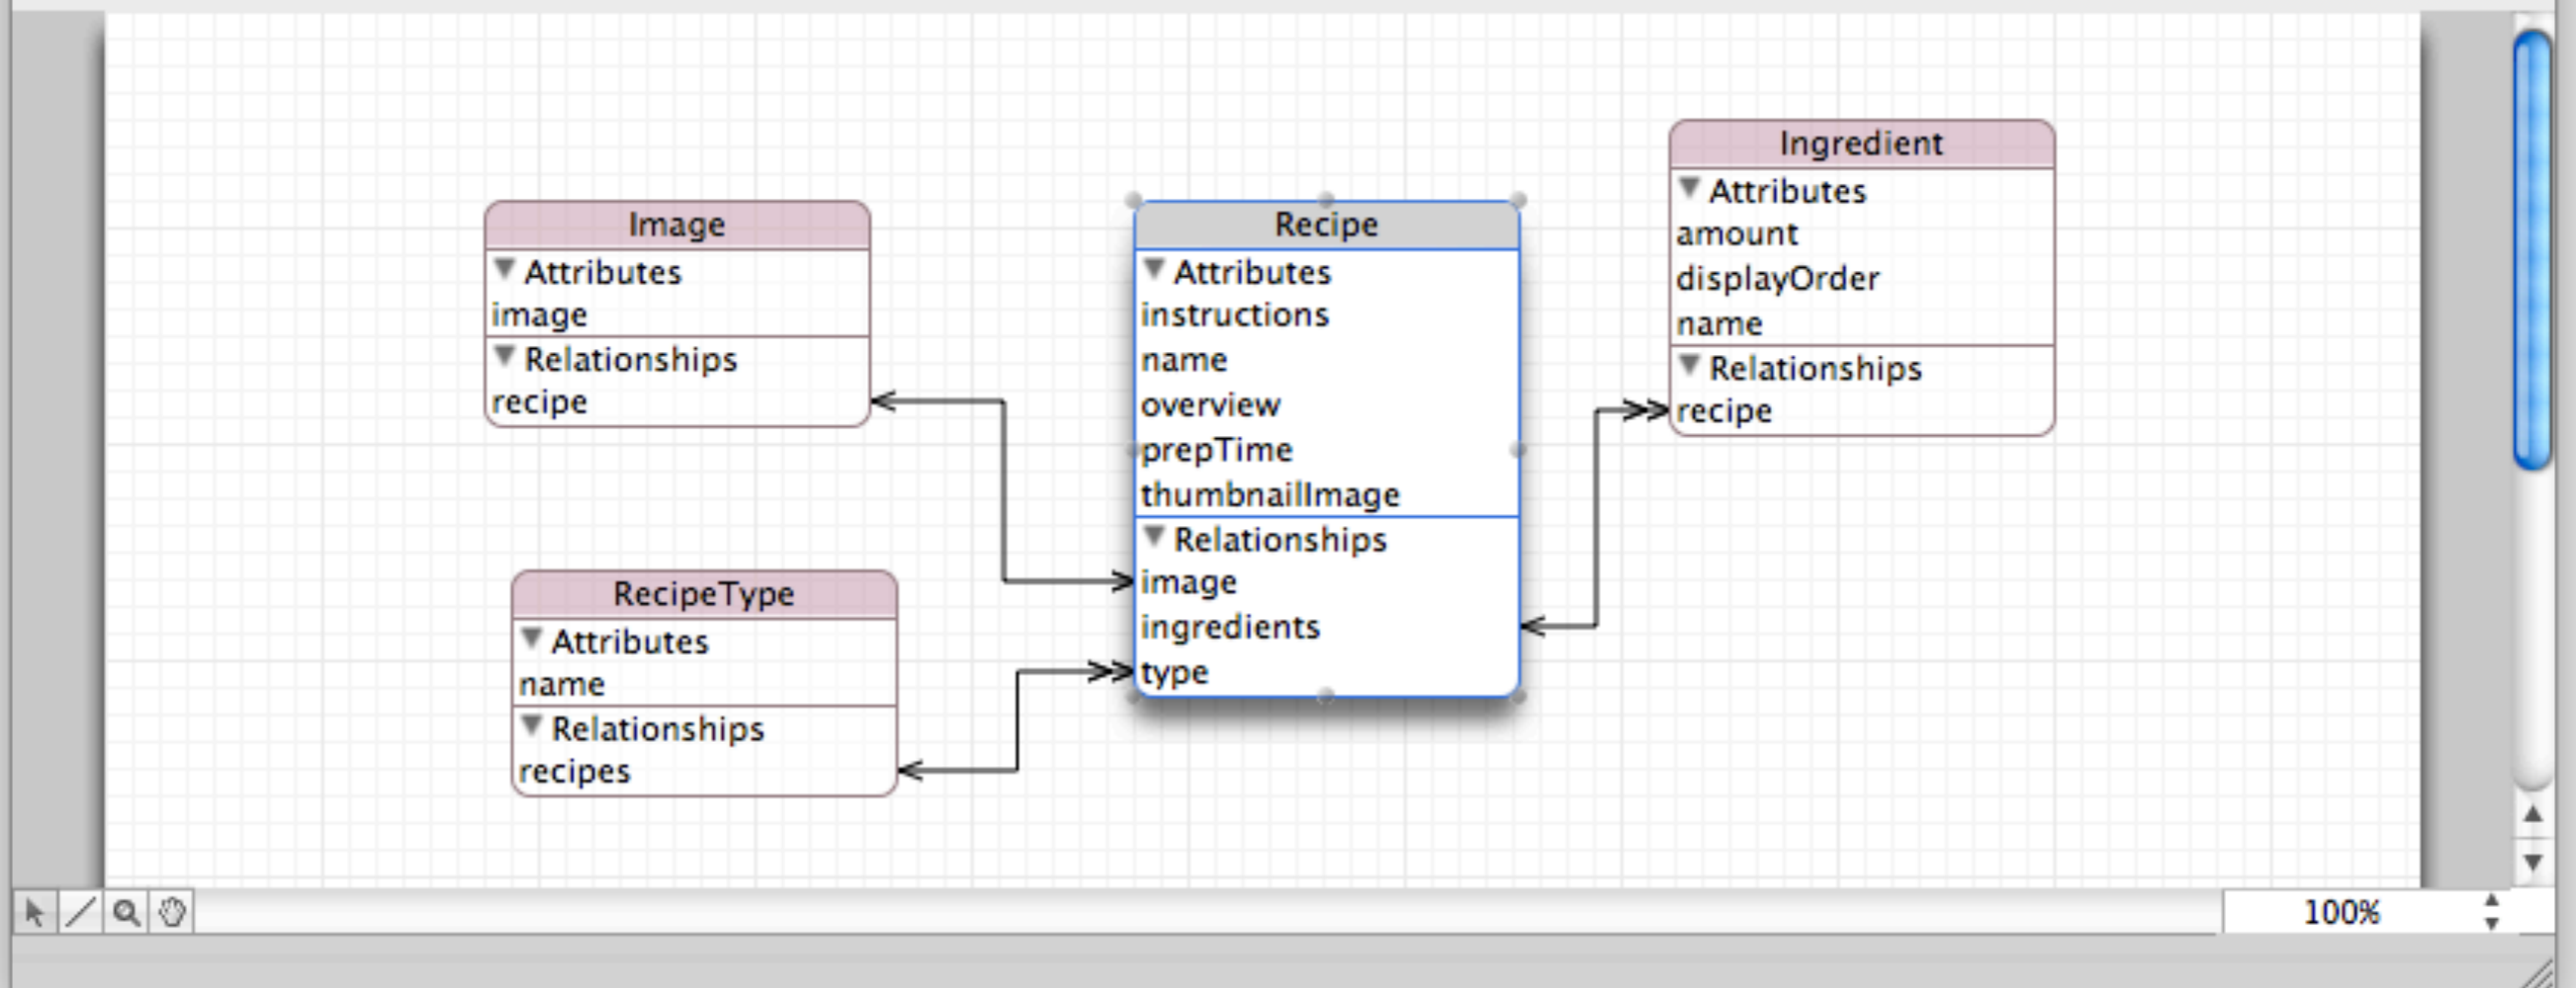 Image
Attributes
image
Relationships
recipe
RecipeType
Attributes
name
Relationships
recipes
Recipe
Attributes
instructions
name
overview
prepTime
thumbnailImage
Relationships
image
ingredients
type
Ingredient
Attributes
amount
displayOrder
name
Relationships
recipe
100%